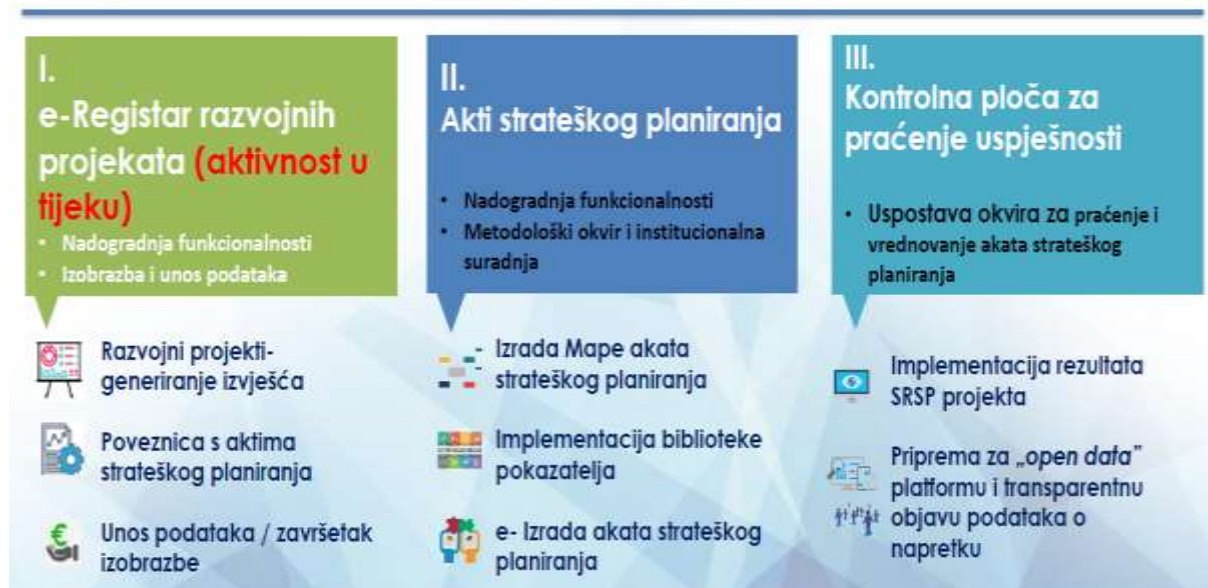 I.
e-Registar razvojnih
projekata (aktivnost u
tijeku)
• Nadogradnja funkcionalnosti
• Izobrazba i unos podataka
Razvojni projekti-
generiranje izvješća
Poveznica s aktima
strateškog planiranja
Unos podataka / završetak
izobrazbe
II.
Akti strateškog planiranja
• Nadogradnja funkcionalnosti
• Metodološki okvir i institucionalna
suradnja
Izrada Mape akata
strateškog planiranja
Implementacija biblioteke
pokazatelja
e- Izrada akata strateškog
planiranja
III.
Kontrolna ploča za
praćenje uspješnosti
• Uspostava okvira za praćenje i
vrednovanje akata strateškog
planiranja
Implementacija rezultata
SRSP projekta
Priprema za „open data”
platformu i transparentnu
objavu podataka o
napretku